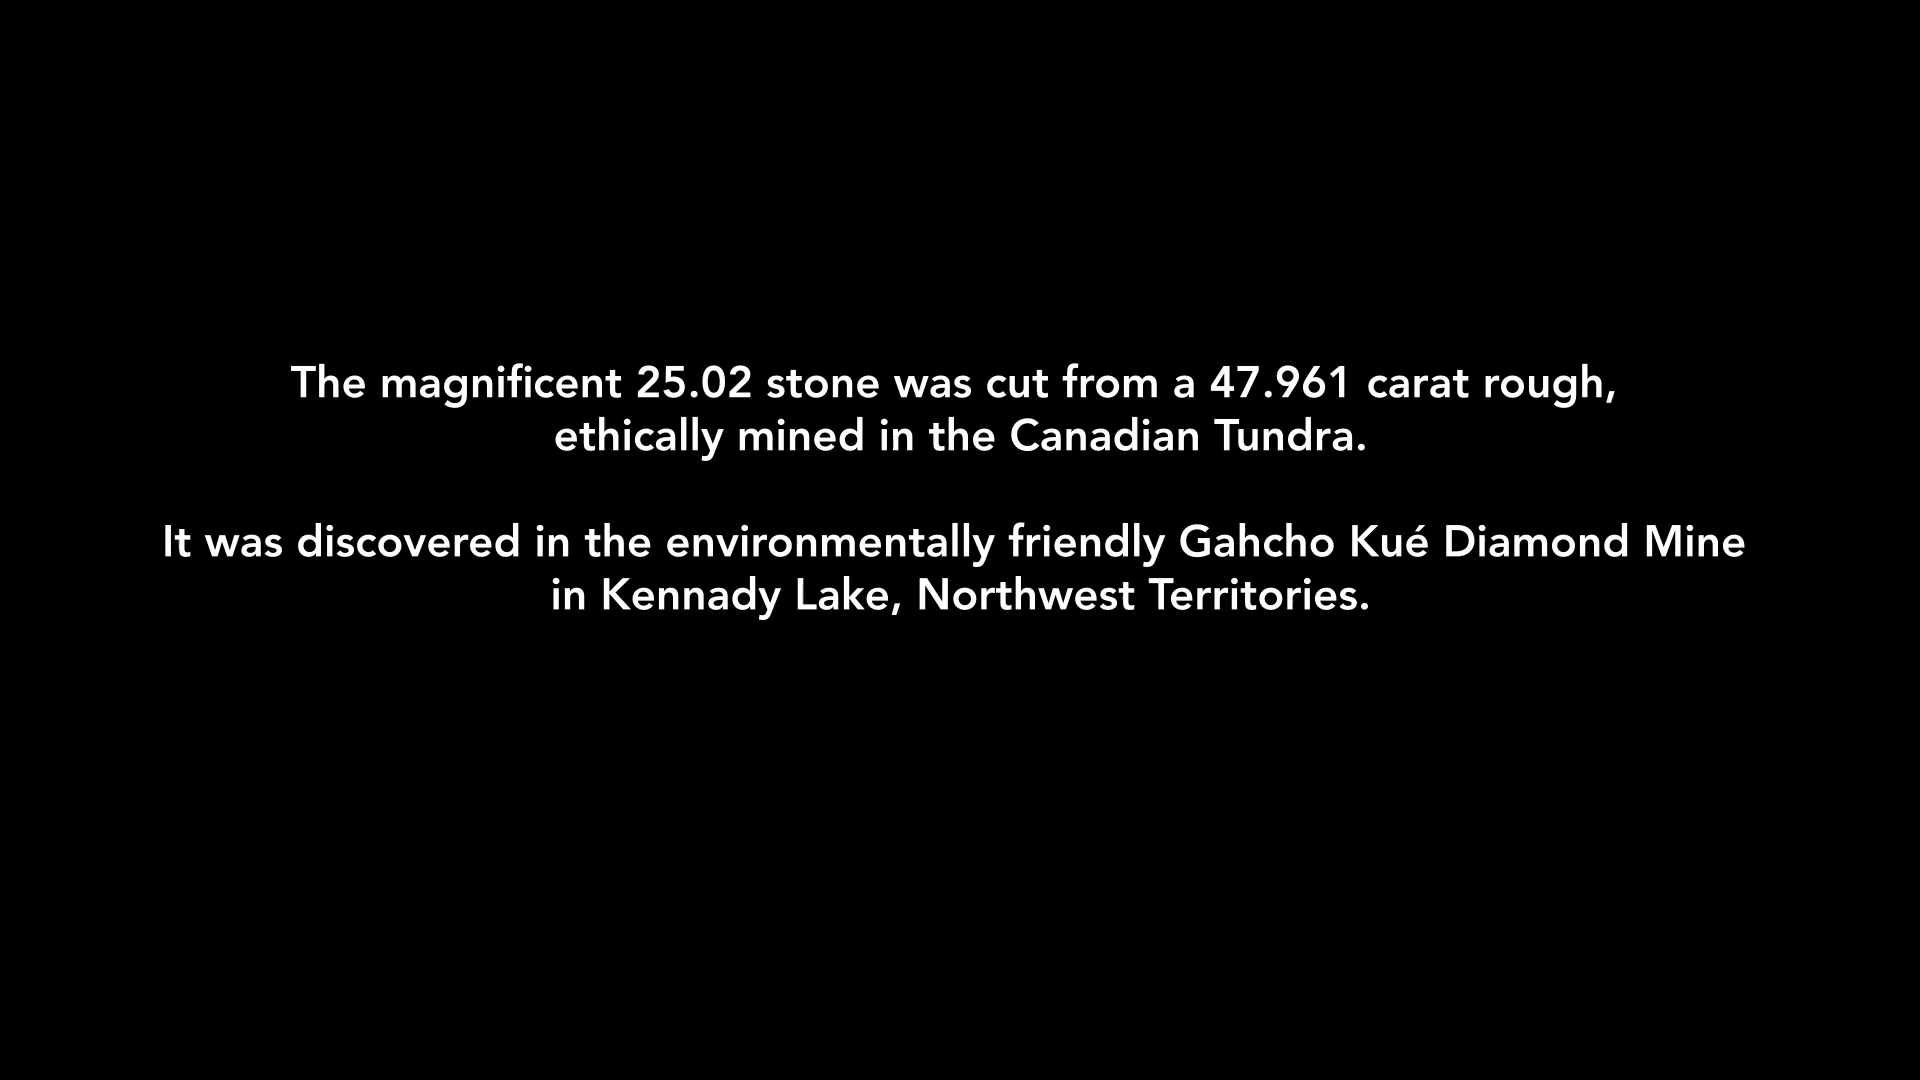 The magnificent 25.02 stone was cut from a 47.961 carat rough,
ethically mined in the Canadian Tundra.
It was discovered in the environmentally friendly Gahcho Kué Diamond Mine
in Kennady Lake, Northwest Territories.